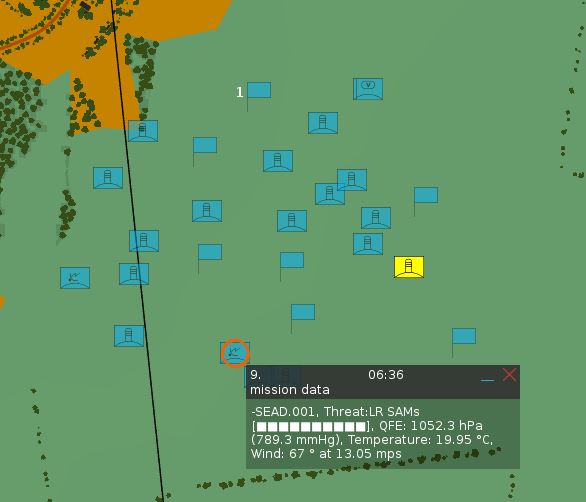 1
9. 06:36
mission data
-SEAD.001, Threat:LR SAMs
[■■■■■■■■■■], QFE: 1052.3 hPa
(789.3 mmHg), Temperature: 19.95 °C,
Wind: 67 ° at 13.05 mps